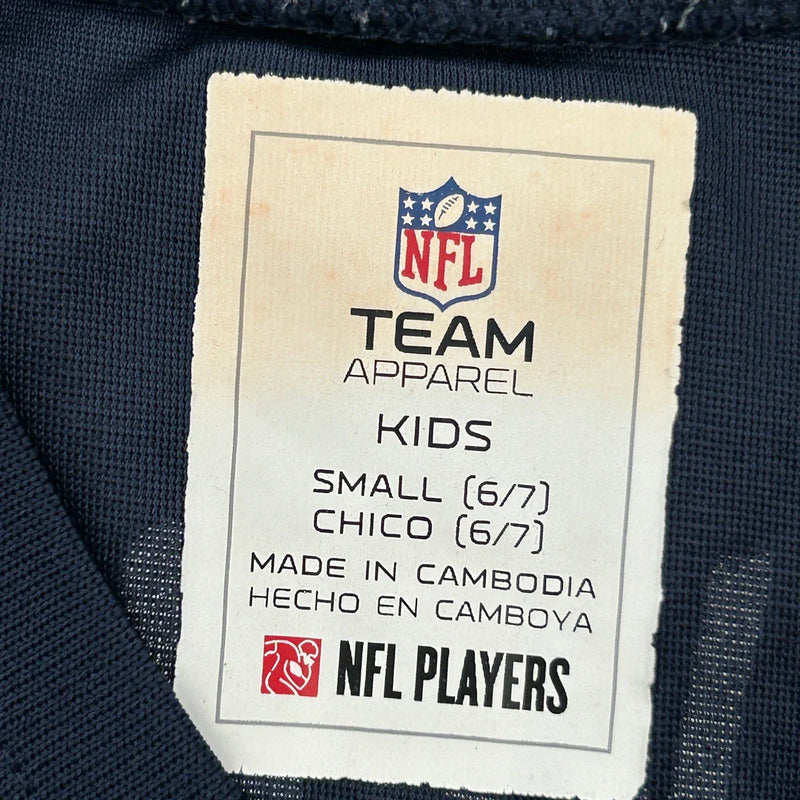 NFL
TEAM
APPAREL
KIDS
SMALL (6/7)
CHICO (6/7)
MADE IN CAMBODIA
HECHO EN CAMBOYA
NFL PLAYERS